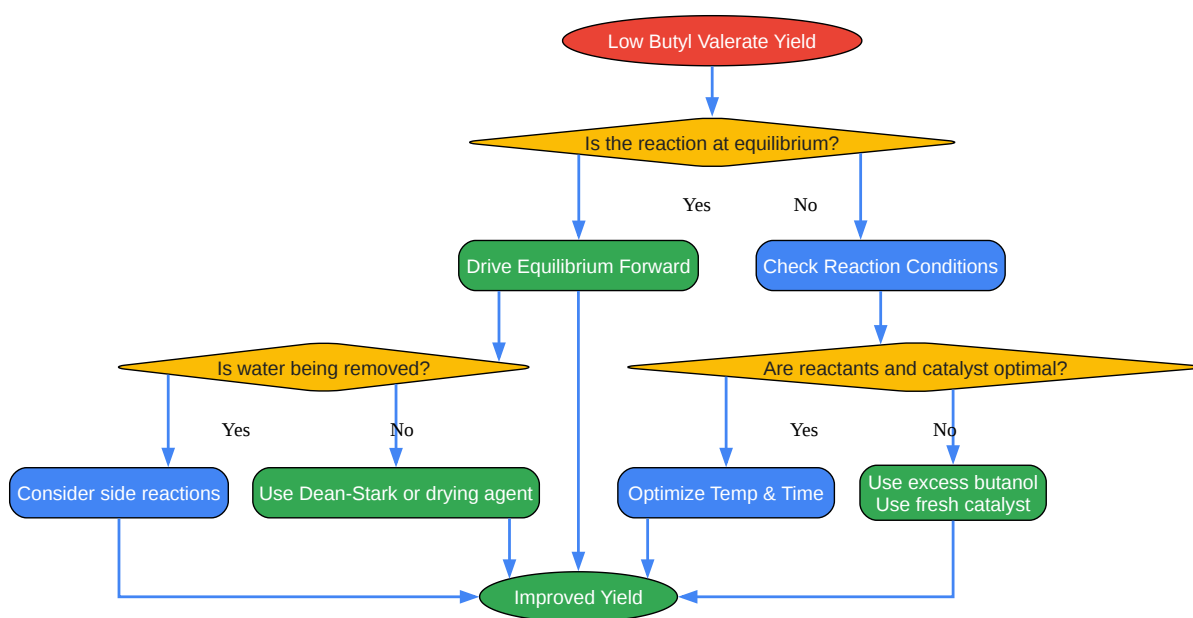 Low Butyl Valerate Yield
Is the reaction at equilibrium?
Yes
No
Drive Equilibrium Forward
Check Reaction Conditions
Is water being removed?
Are reactants and catalyst optimal?
Yes
No
Yes
No
Consider side reactions
Use Dean-Stark or drying agent
Optimize Temp & Time
Use excess butanol
Use fresh catalyst
Improved Yield